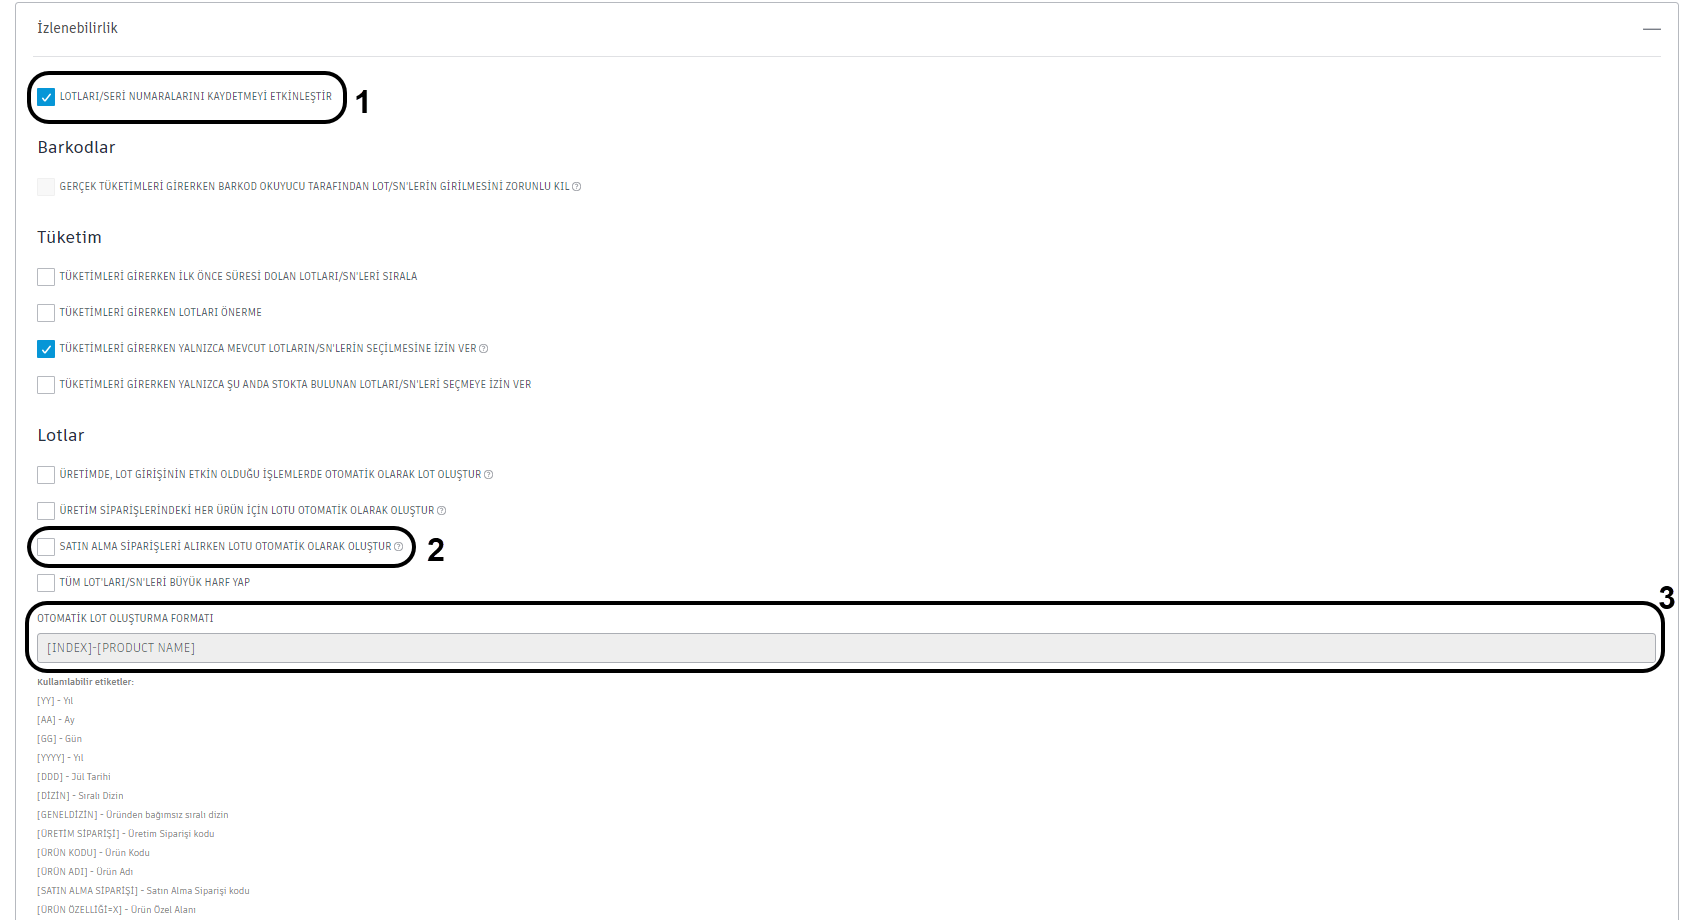 İzlenebilirlik
LOTLARI/SERİ NUMARALARINI KAYDETMEYİ ETKİNLEŞTİR
1
Barkodlar
GERÇEK TÜKETİMLERİ GİRERKEN BARKOD OKUYUCU TARAFINDAN LOT/SN'LERİN GİRİLMESİNİ ZORUNLU KIL
Tüketim
TÜKETİMLERİ GİRERKEN İLK ÖNCE SÜRESİ DOLAN LOTLARI/SN'LERİ SIRALA
TÜKETİMLERİ GİRERKEN LOTLARI ÖNERME
TÜKETİMLERİ GİRERKEN YALNIZCA MEVCUT LOTLARIN/SN'LERİN SEÇİLMESİNE İZİN VER
TÜKETİMLERİ GİRERKEN YALNIZCA ŞU ANDA STOKTA BULUNAN LOTLARI/SN'LERİ SEÇMEYE İZİN VER
Lotlar
ÜRETİMDE, LOT GİRİŞİNİN ETKİN OLDUĞU İŞLEMLERDE OTOMATİK OLARAK LOT OLUŞTUR
ÜRETİM SİPARİŞLERİNDEKİ HER ÜRÜN İÇİN LOTU OTOMATİK OLARAK OLUŞTUR
SATIN ALMA SİPARİŞLERİ ALIRKEN LOTU OTOMATİK OLARAK OLUŞTUR
2
TÜM LOT'LARI/SN'LERİ BÜYÜK HARF YAP
3
OTOMATİK LOT OLUŞTURMA FORMATI
[INDEX]-[PRODUCT NAME]
Kullanılabilir etiketler:
[YY] - Yıl
[AA] - Ay
[GG] - Gün
[YYYY] - Yıl
[DDD] - Jül Tarihi
[DİZİN] - Sıralı Dizin
[GENELDİZİN] - Üründen bağımsız sıralı dizin
[ÜRETİM SİPARİŞİ] - Üretim Siparişi kodu
[ÜRÜN KODU] - Ürün Kodu
[ÜRÜN ADI] - Ürün Adı
[SATIN ALMA SİPARİŞİ] - Satın Alma Siparişi kodu
[ÜRÜN ÖZELLİĞİ=X] - Ürün Özel Alanı